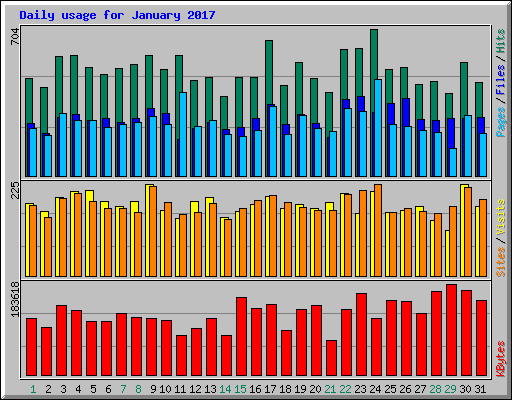 Daily usage for January 2017
704
Pages / Files / Hits
225
Sites / Visits
183618
KBytes
1 2 3 4 5 6 7 8 9 10 11 12 13 14 15 16 17 18 19 20 21 22 23 24 25 26 27 28 29 30 31